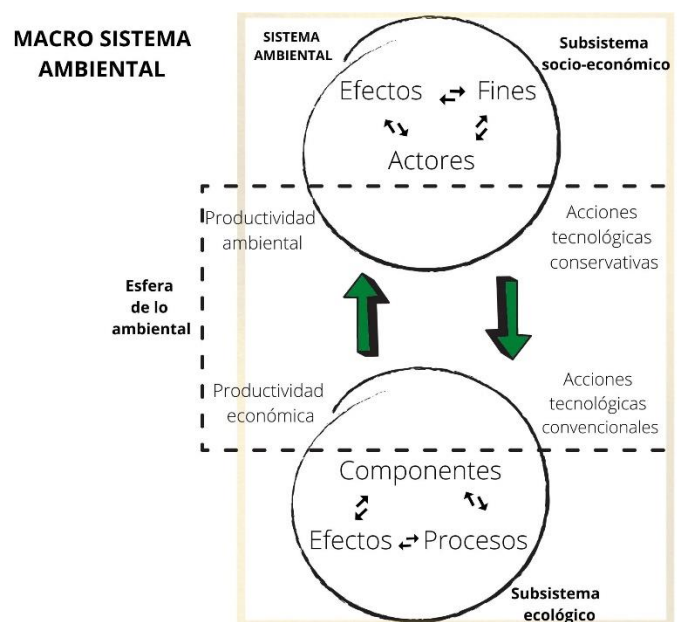 MACRO SISTEMA
AMBIENTAL
SISTEMA
AMBIENTAL
Subsistema
socio-económico
Efectos
Fines
Actores
Productividad
ambiental
Acciones
tecnológicas
conservativas
Esfera
de lo
ambiental
Productividad
económica
Acciones
tecnológicas
convencionales
Componentes
Efectos
Procesos
Subsistema
ecológico